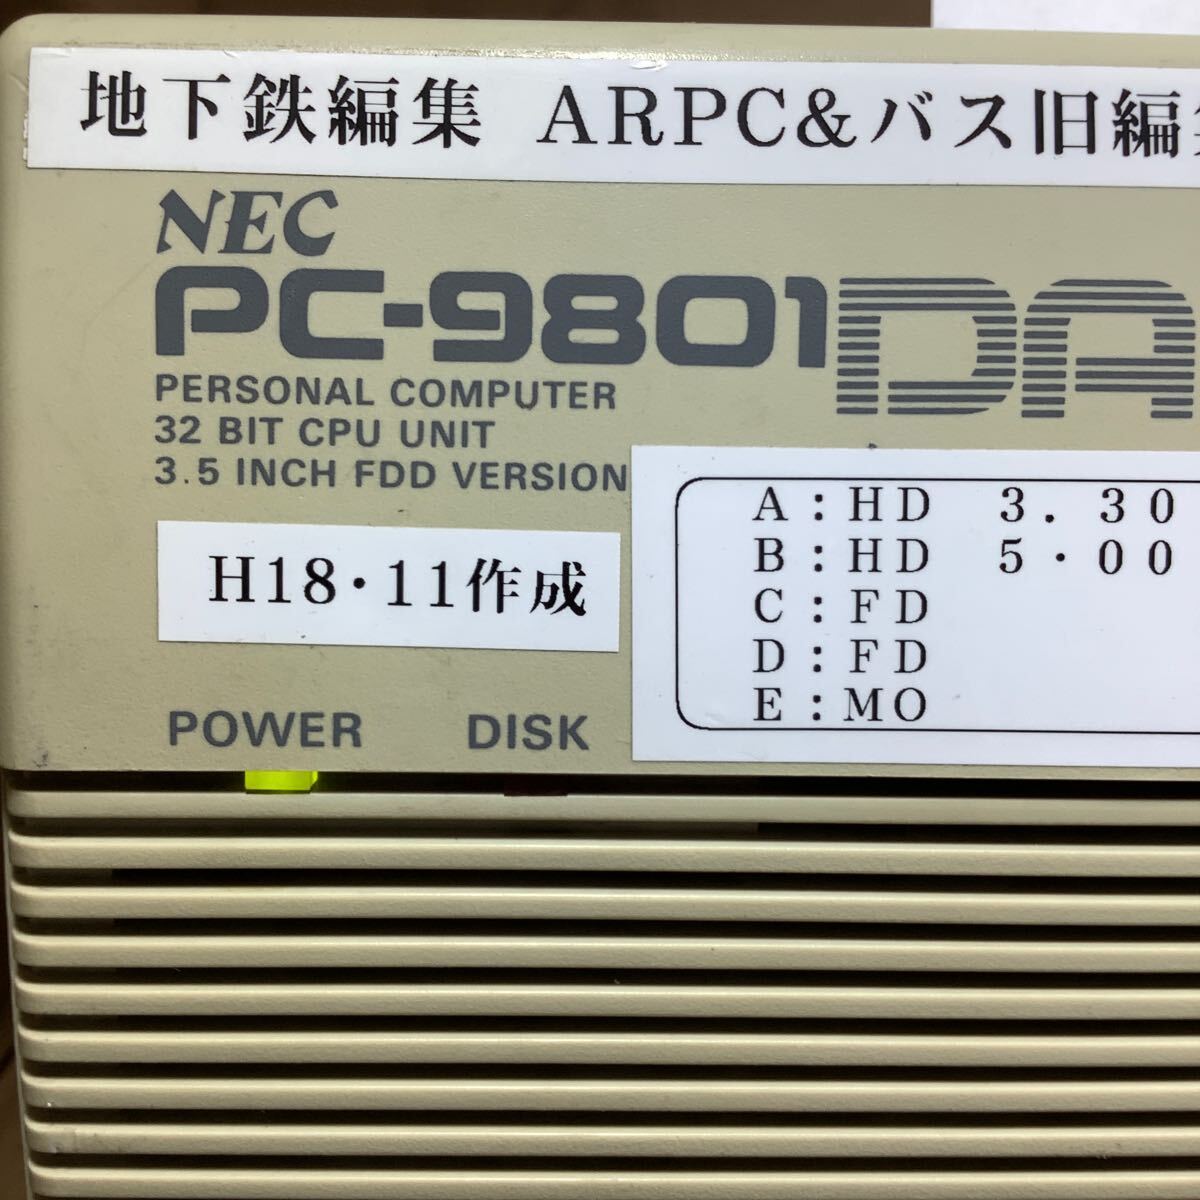 地下鉄編集 ARPC&バス旧編集
NEC
PC-9801DA
PERSONAL COMPUTER
32 BIT CPU UNIT
3.5 INCH FDD VERSION
H18・11作成
A：HD 3．30
B：HD 5・00
C：FD
D：FD
E：MO
POWER DISK